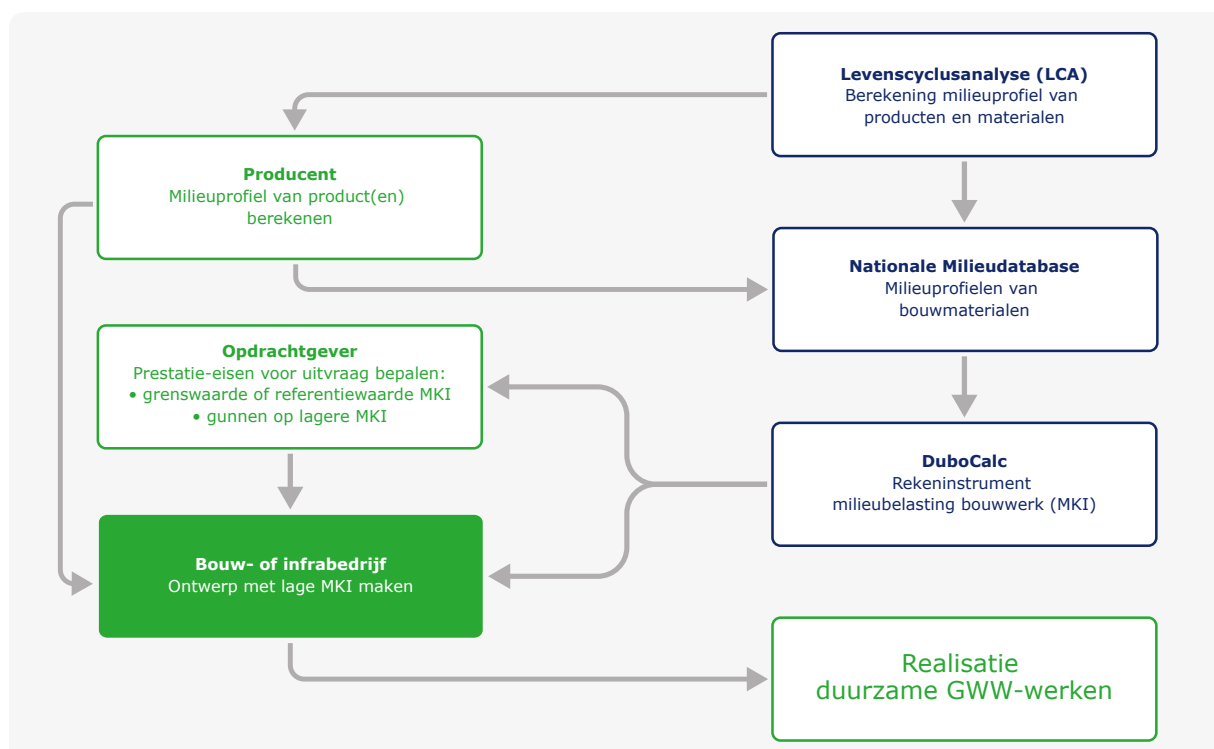 Levenscyclusanalyse (LCA)
Berekening milieuprofiel van
producten en materialen
Producent
Milieuprofiel van product(en)
berekenen
Nationale Milieudatabase
Milieuprofielen van
bouwmaterialen
Opdrachtgever
Prestatie-eisen voor uitvraag bepalen:
• grenswaarde of referentiewaarde MKI
• gunnen op lagere MKI
DuboCalc
Rekeninstrument
milieubelasting bouwwerk (MKI)
Bouw- of infrabedrijf
Ontwerp met lage MKI maken
Realisatie
duurzame GWW-werken